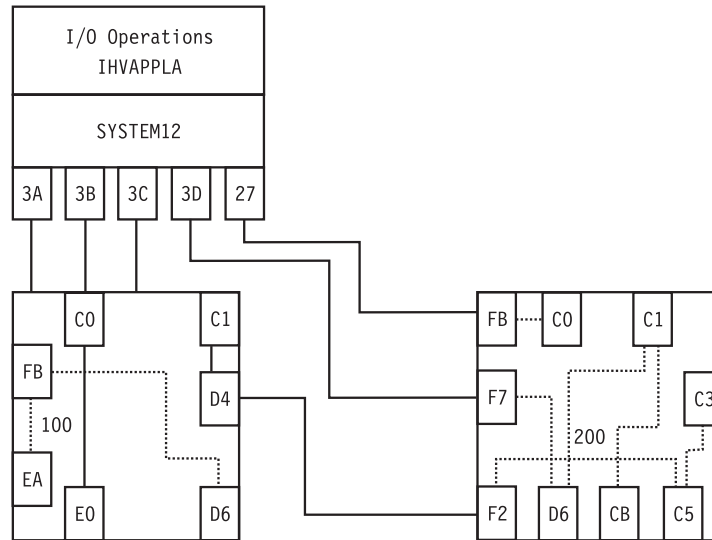 I/O Operations
IHVAPPLA
SYSTEM12
3A 3B 3C 3D 27
C0 C1
FB
D4
100
EA
E0 D6
FB C0 C1
F7 C3
200
F2 D6 CB C5